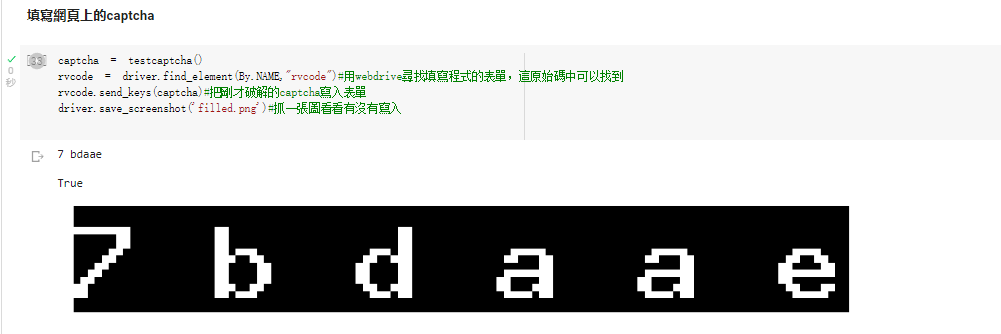 填寫網頁上的captcha
[33]
0
秒
captcha = testcaptcha()
rvcode = driver.find_element(By.NAME,"rvcode")#用webdrive尋找填寫程式的表單，這原始碼中可以找到
rvcode.send_keys(captcha)#把剛才破解的captcha寫入表單
driver.save_screenshot('filled.png')#抓一張圖看看有沒有寫入
7 bdaae
True
7 b d a a e